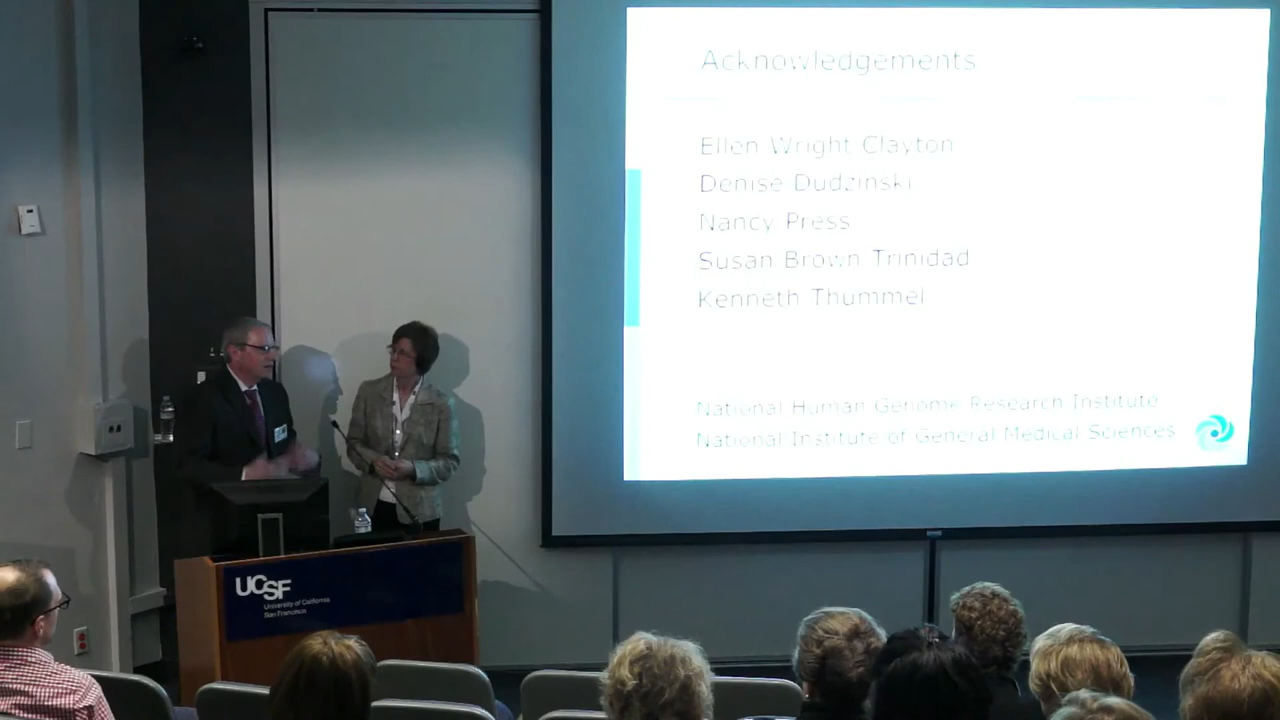 Acknowledgements
Ellen Wright Clayton
Denise Dudzinski
Nancy Press
Susan Brown Trinidad
Kenneth Thummel
National Human Genome Research Institute
National Institute of General Medical Sciences
UCSF
University of California
San Francisco